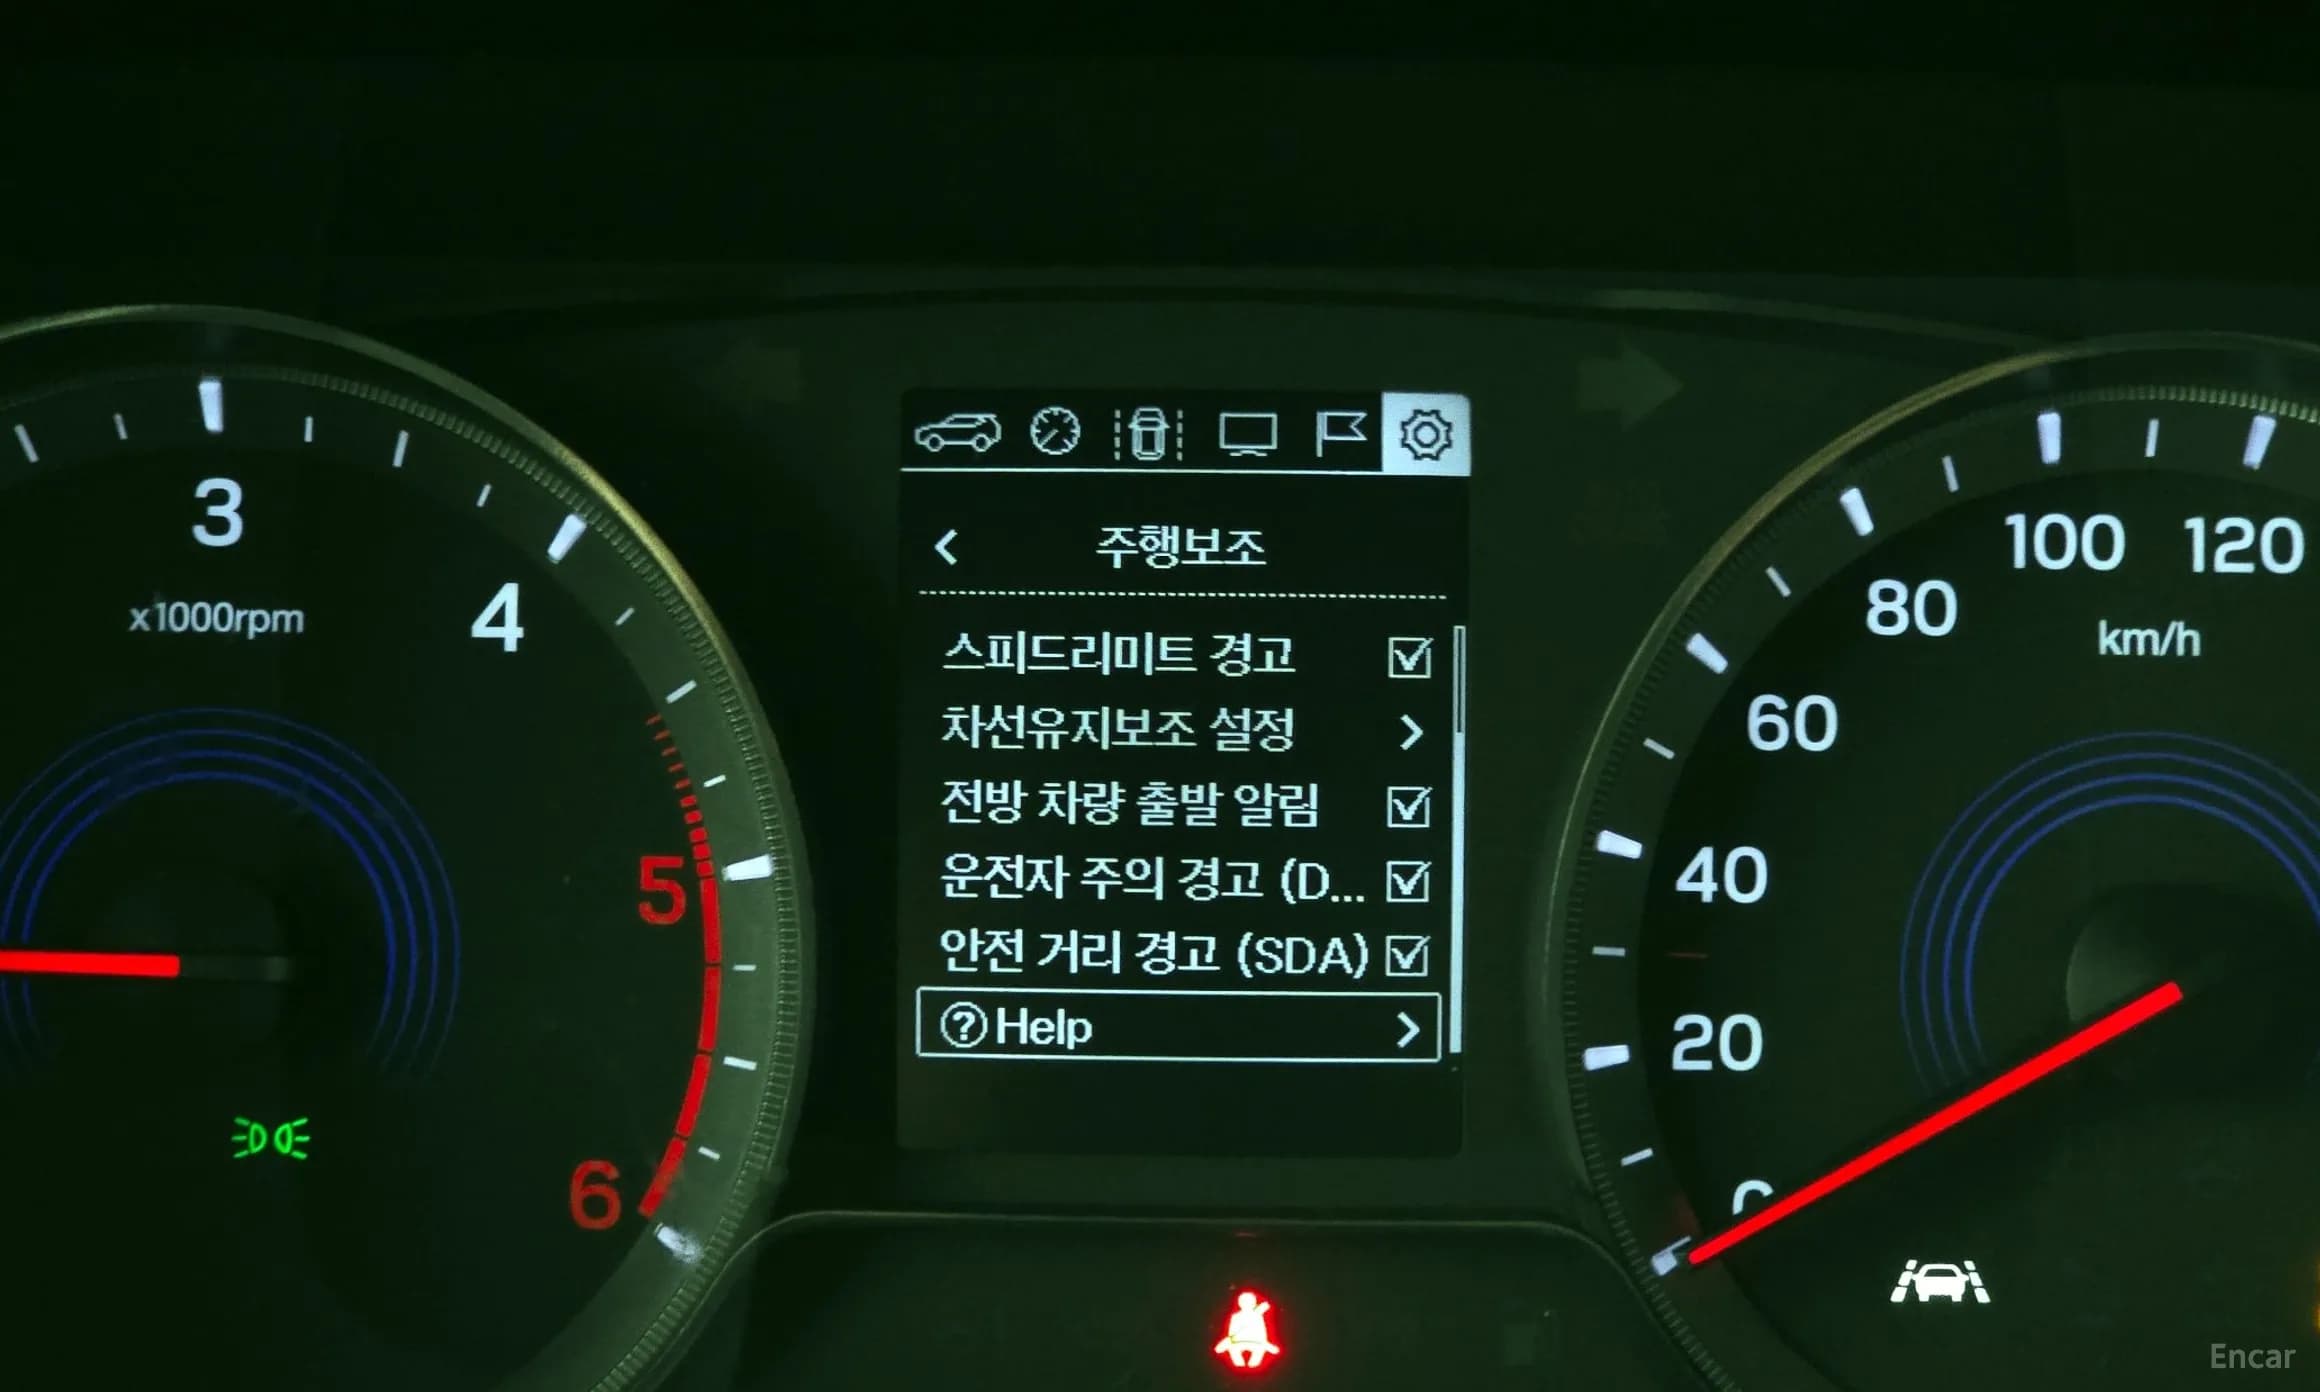 주행보조
스피드리미트 경고
차선유지보조 설정
전방 차량 출발 알림
운전자 주의 경고 (D...
안전 거리 경고 (SDA)
?Help
3
x1000rpm
4
5
6
0
20
40
60
80
100
120
km/h
Encar